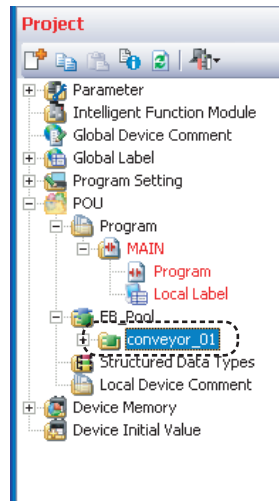 Project
Parameter
Intelligent Function Module
Global Device Comment
Global Label
Program Setting
POU
Program
MAIN
Program
Local Label
FB_Pool
conveyor_01
Structured Data Types
Local Device Comment
Device Memory
Device Initial Value